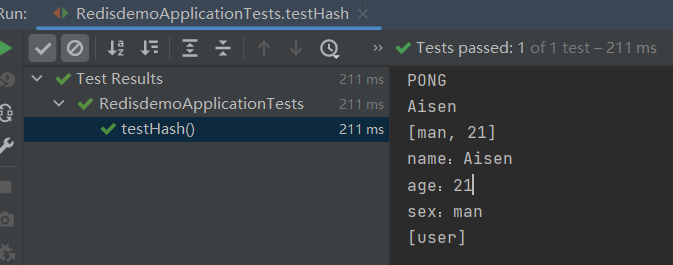 Run: RedisdemoApplicationTests.testHash ×
Tests passed: 1 of 1 test – 211 ms
Test Results 211 ms
RedisdemoApplicationTests 211 ms
testHash() 211 ms
PONG
Aisen
[man, 21]
name：Aisen
age：21
sex：man
[user]